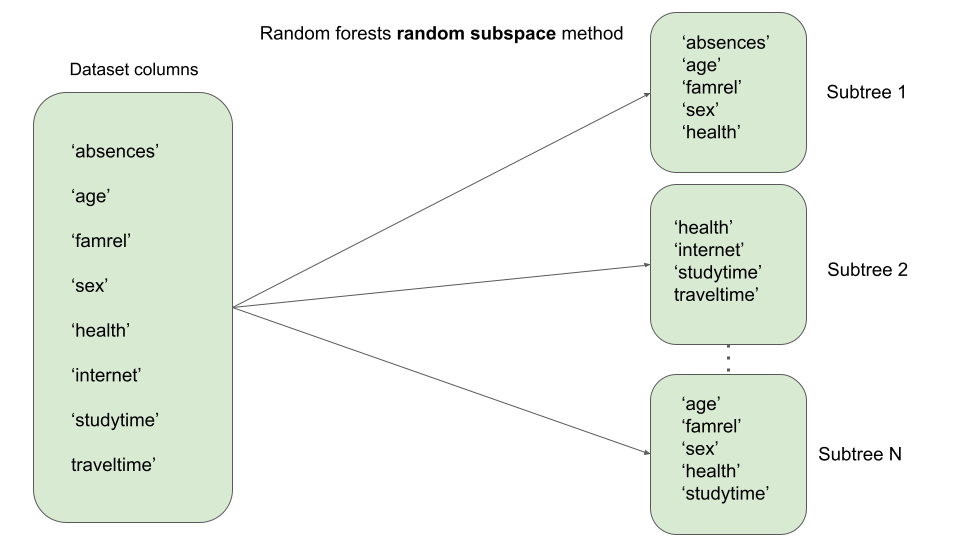 Random forests random subspace method
Dataset columns
‘absences’
‘age’
‘famrel’
‘sex’
‘health’
‘internet’
‘studytime’
traveltime’
‘absences’
‘age’
‘famrel’
‘sex’
‘health’
Subtree 1
‘health’
‘internet’
‘studytime’
traveltime’
Subtree 2
‘age’
‘famrel’
‘sex’
‘health’
‘studytime’
Subtree N